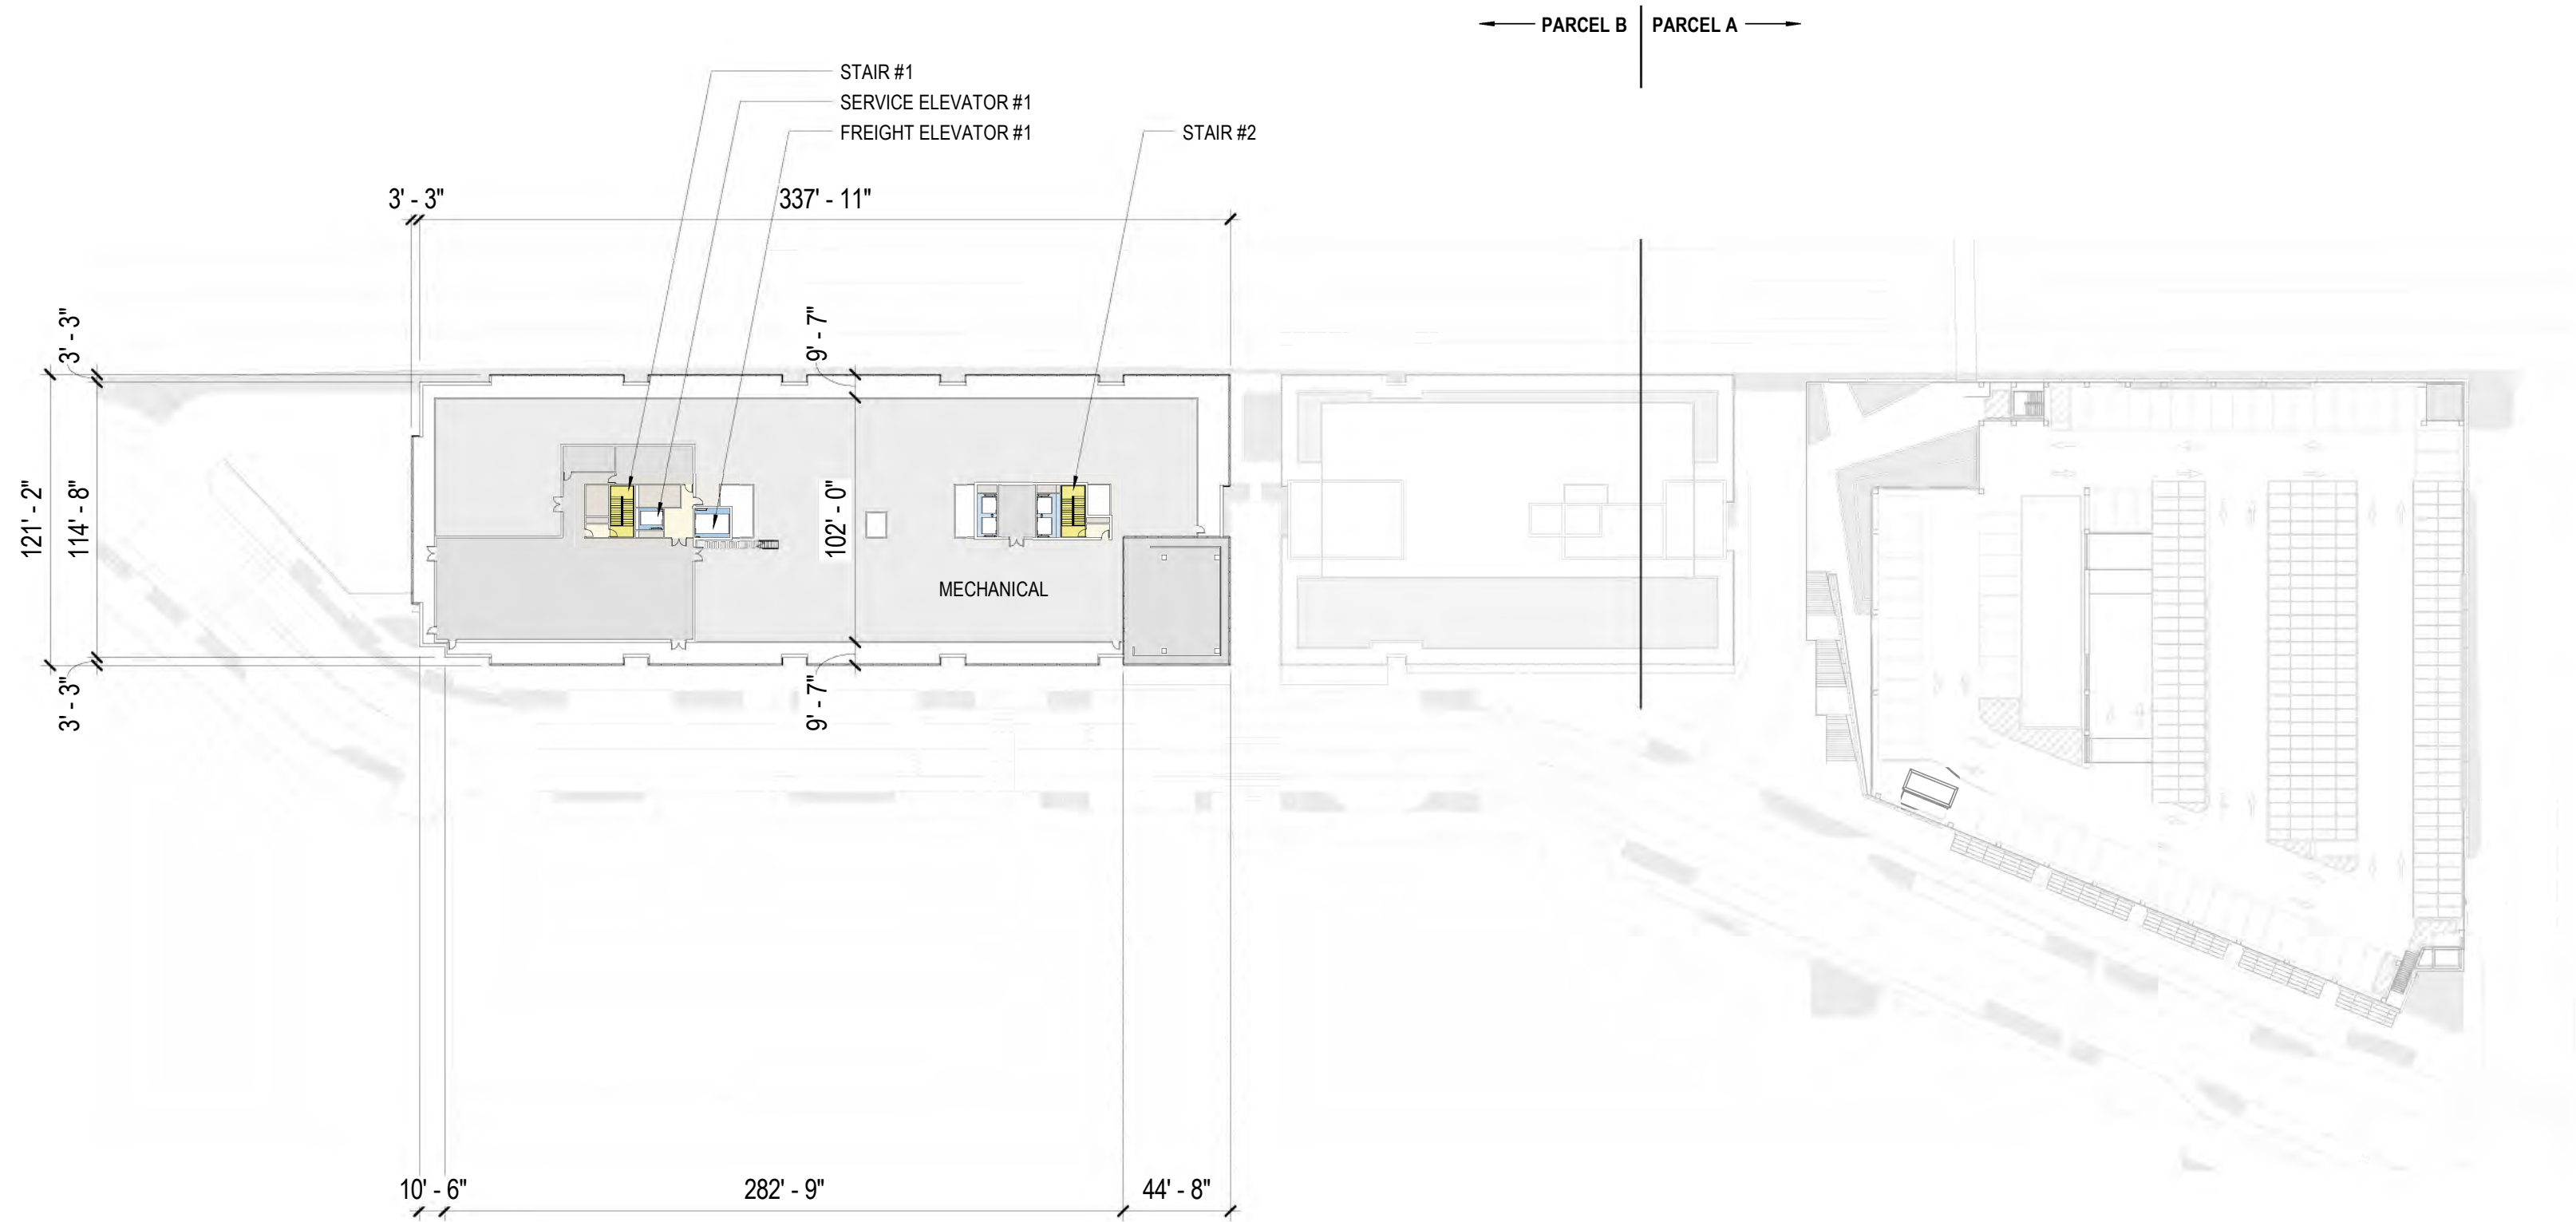 PARCEL B PARCEL A
STAIR #1
SERVICE ELEVATOR #1
FREIGHT ELEVATOR #1
STAIR #2
3' - 3" 337' - 11"
3' - 3"
9' - 7"
121' - 2"
114' - 8"
102' - 0"
MECHANICAL
3' - 3"
9' - 7"
10' - 6" 282' - 9" 44' - 8"